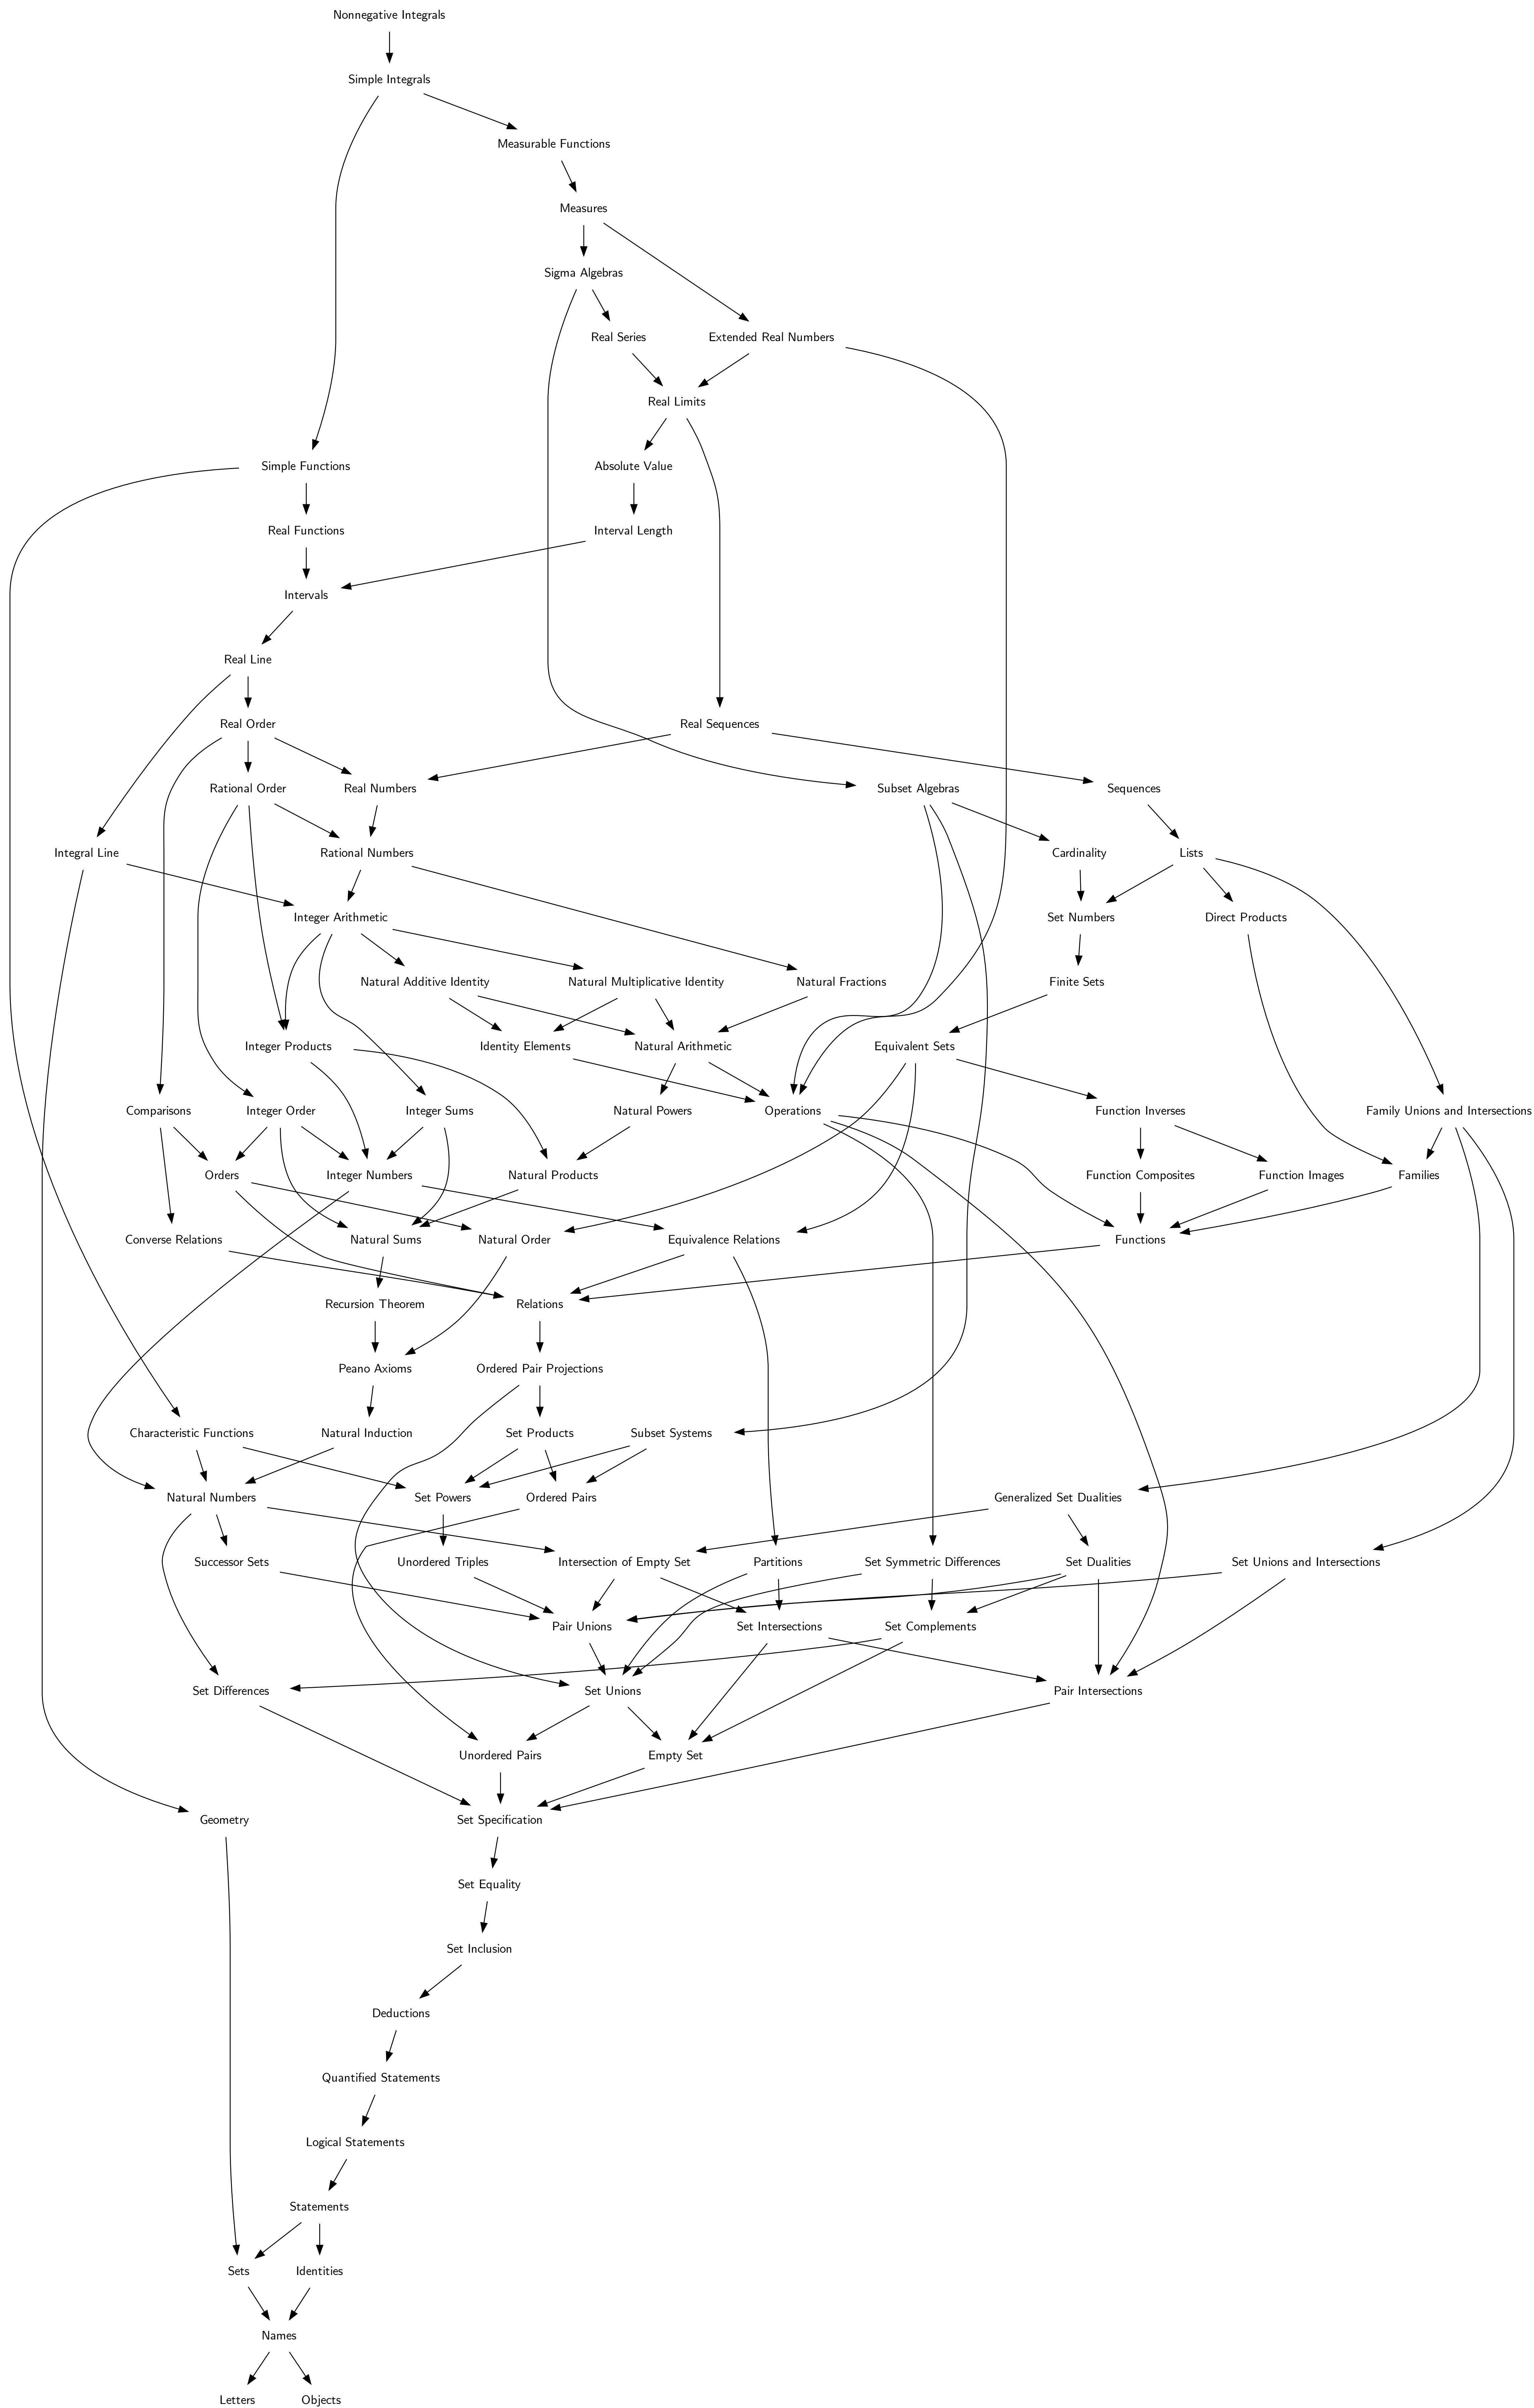 Nonnegative Integrals
Simple Integrals
Measurable Functions
Measures
Sigma Algebras
Real Series
Extended Real Numbers
Real Limits
Simple Functions
Absolute Value
Real Functions
Interval Length
Intervals
Real Line
Real Order
Real Sequences
Rational Order
Real Numbers
Subset Algebras
Sequences
Integral Line
Rational Numbers
Cardinality
Lists
Integer Arithmetic
Set Numbers
Direct Products
Natural Additive Identity
Natural Multiplicative Identity
Natural Fractions
Finite Sets
Integer Products
Identity Elements
Natural Arithmetic
Equivalent Sets
Comparisons
Integer Order
Integer Sums
Natural Powers
Operations
Function Inverses
Family Unions and Intersections
Orders
Integer Numbers
Natural Products
Function Composites
Function Images
Families
Converse Relations
Natural Sums
Natural Order
Equivalence Relations
Functions
Recursion Theorem
Relations
Peano Axioms
Ordered Pair Projections
Characteristic Functions
Natural Induction
Set Products
Subset Systems
Natural Numbers
Set Powers
Ordered Pairs
Generalized Set Dualities
Successor Sets
Unordered Triples
Intersection of Empty Set
Partitions
Set Symmetric Differences
Set Dualities
Set Unions and Intersections
Pair Unions
Set Intersections
Set Complements
Set Differences
Set Unions
Pair Intersections
Unordered Pairs
Empty Set
Geometry
Set Specification
Set Equality
Set Inclusion
Deductions
Quantified Statements
Logical Statements
Statements
Sets
Identities
Names
Letters
Objects